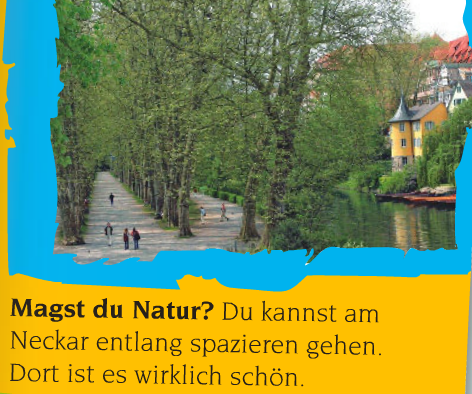 Magst du Natur? Du kannst am
Neckar entlang spazieren gehen.
Dort ist es wirklich schön.